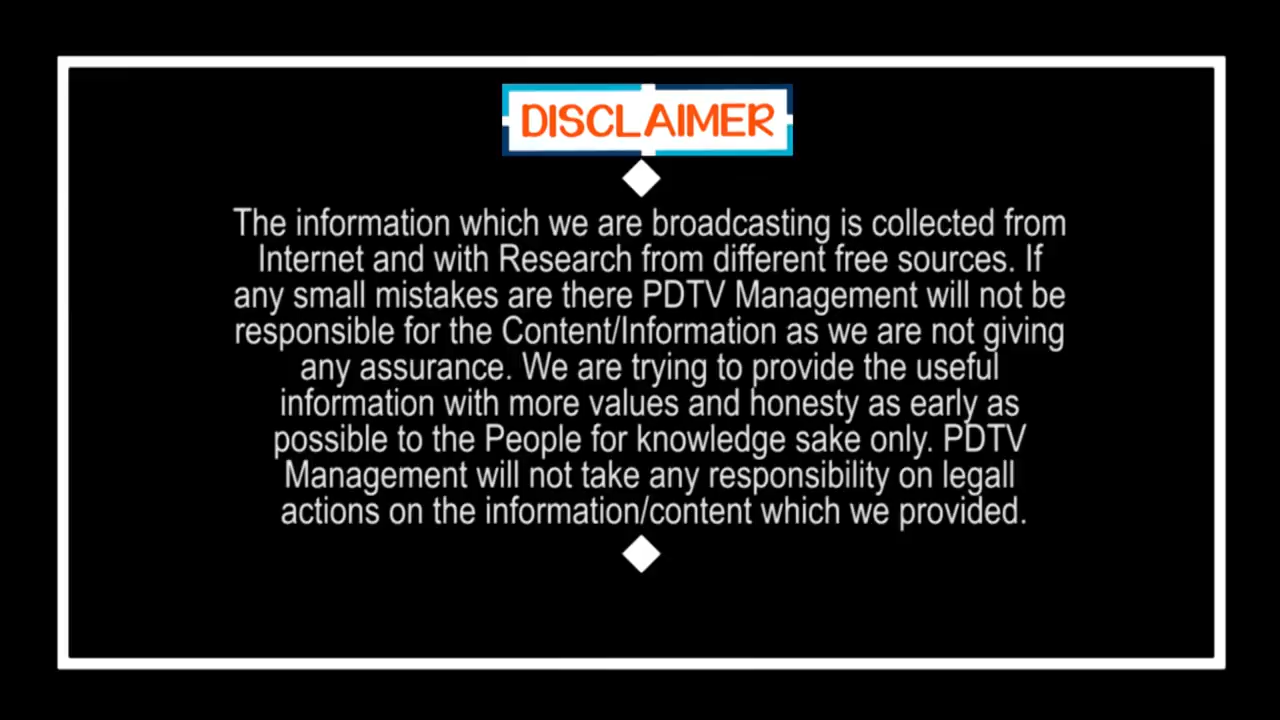 DISCLAIMER
The information which we are broadcasting is collected from
Internet and with Research from different free sources. If
any small mistakes are there PDTV Management will not be
responsible for the Content/Information as we are not giving
any assurance. We are trying to provide the useful
information with more values and honesty as early as
possible to the People for knowledge sake only. PDTV
Management will not take any responsibility on legall
actions on the information/content which we provided.